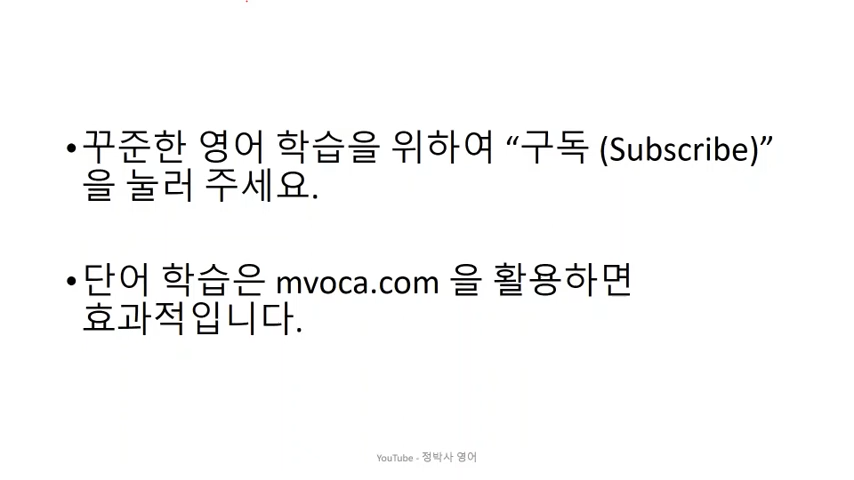 •꾸준한 영어 학습을 위하여 “구독 (Subscribe)”
을 눌러 주세요.
•단어 학습은 mvoca.com 을 활용하면
효과적입니다.
YouTube - 정박사 영어